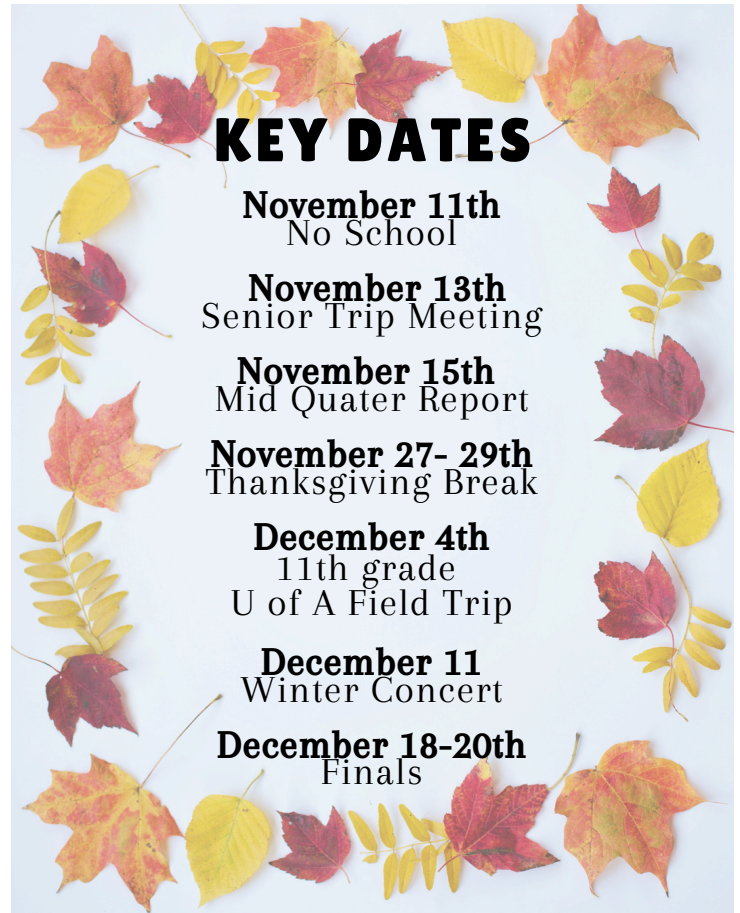 KEY DATES
November 11th
No School
November 13th
Senior Trip Meeting
November 15th
Mid Quater Report
November 27- 29th
Thanksgiving Break
December 4th
11th grade
U of A Field Trip
December 11
Winter Concert
December 18-20th
Finals